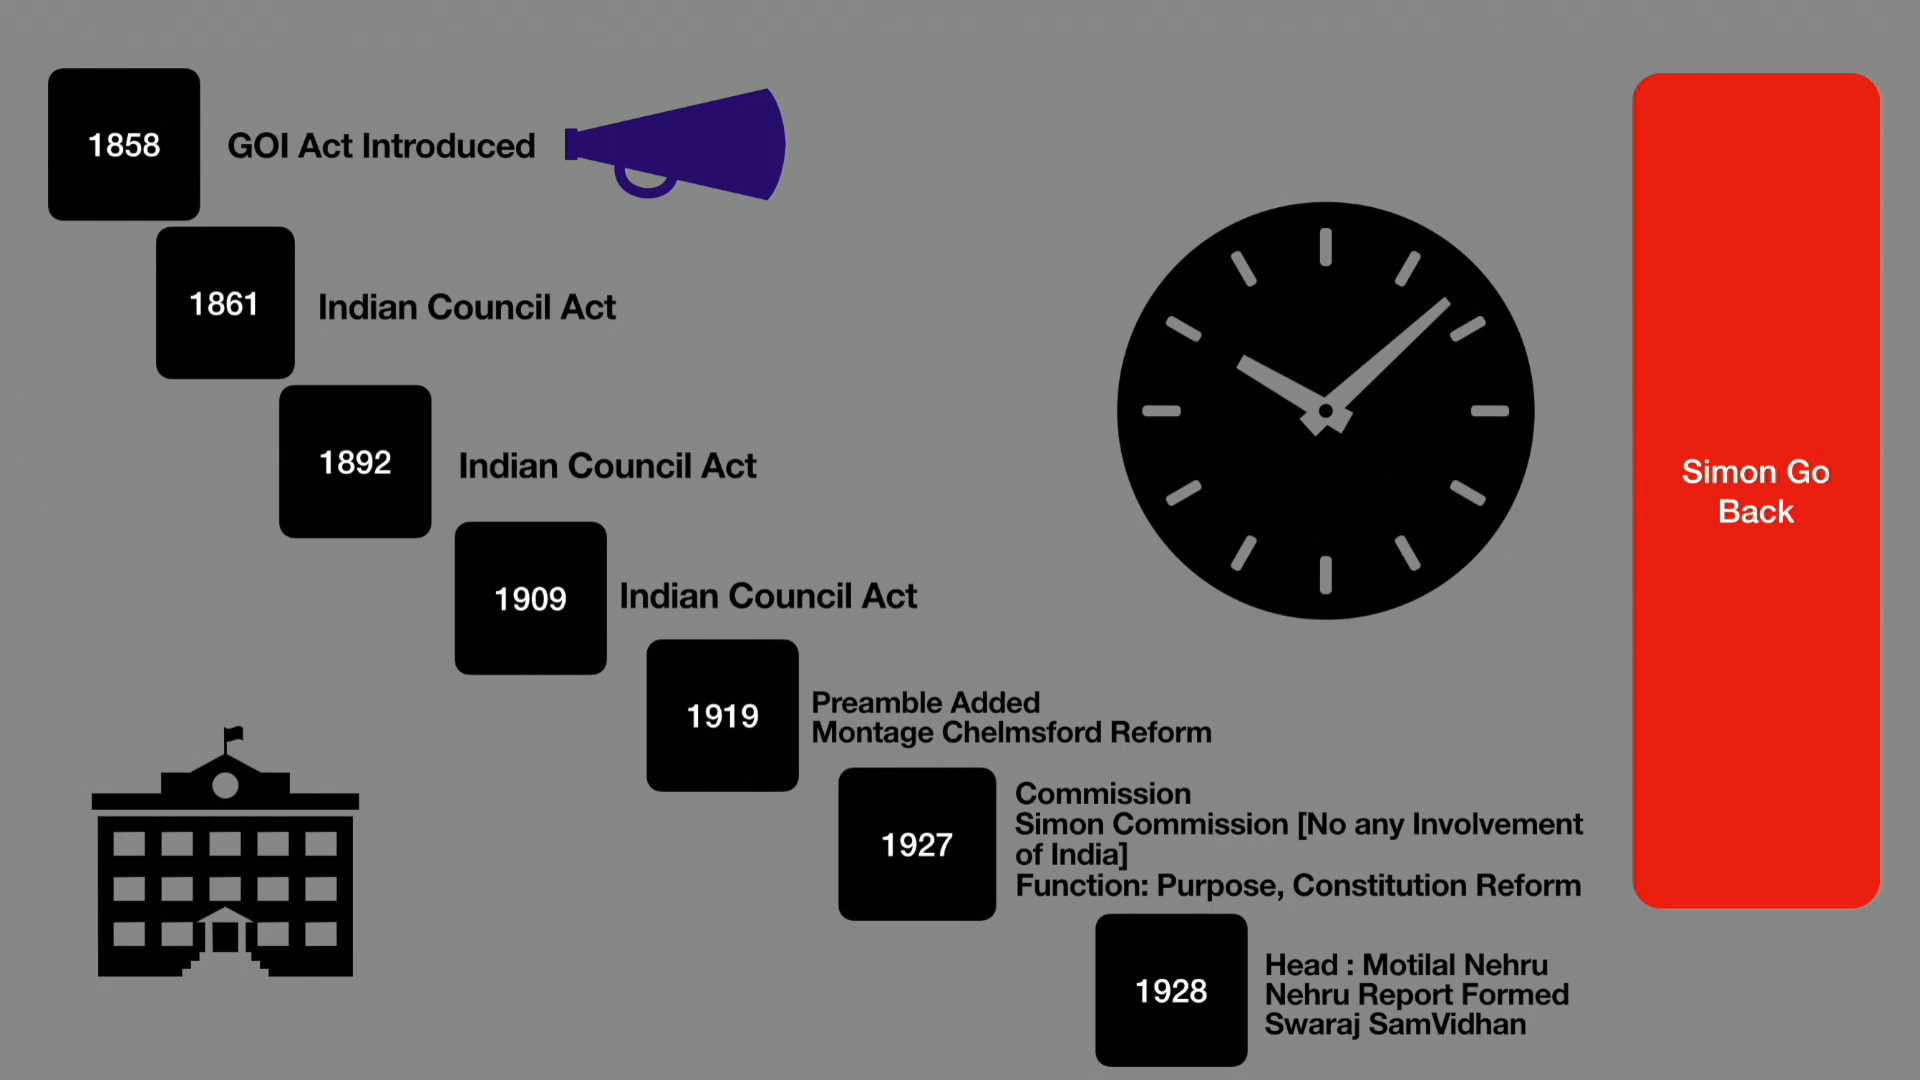 1858
GOI Act Introduced
1861
Indian Council Act
1892
Indian Council Act
1909
Indian Council Act
1919
Preamble Added
Montage Chelmsford Reform
1927
Commission
Simon Commission [No any Involvement
of India]
Function: Purpose, Constitution Reform
1928
Head : Motilal Nehru
Nehru Report Formed
Swaraj SamVidhan
Simon Go
Back